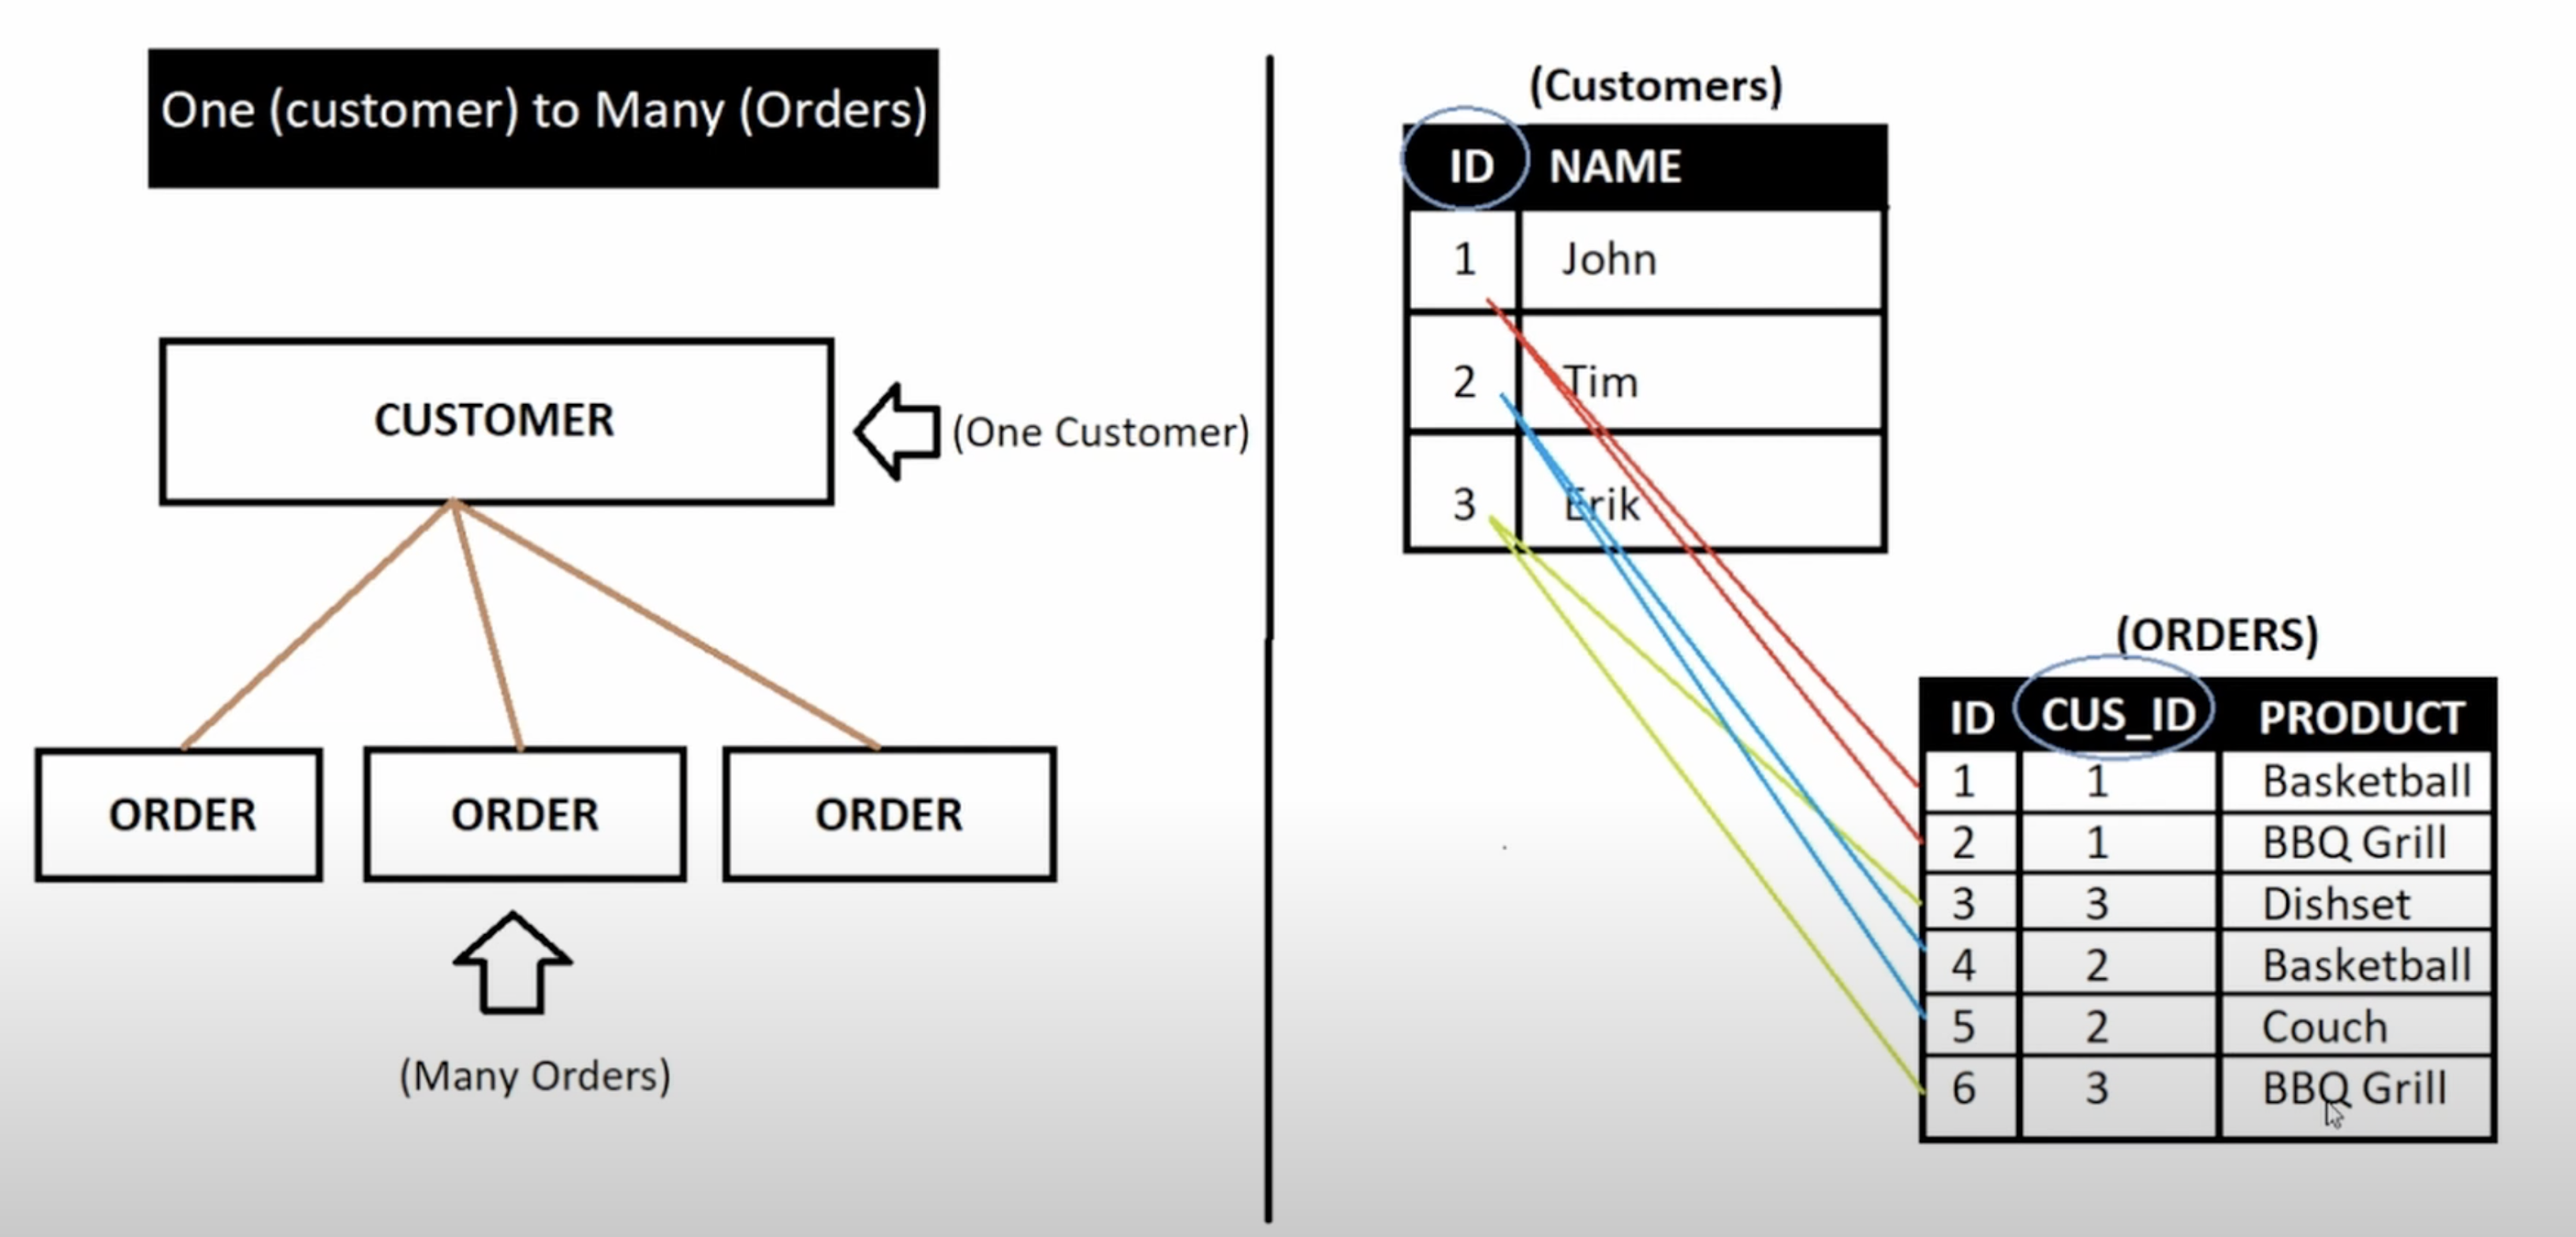 One (customer) to Many (Orders)
CUSTOMER
(One Customer)
ORDER ORDER ORDER
(Many Orders)
(Customers)
ID NAME
1 John
2 Tim
3 Erik
(ORDERS)
ID CUS_ID PRODUCT
1 1 Basketball
2 1 BBQ Grill
3 3 Dishset
4 2 Basketball
5 2 Couch
6 3 BBQ Grill